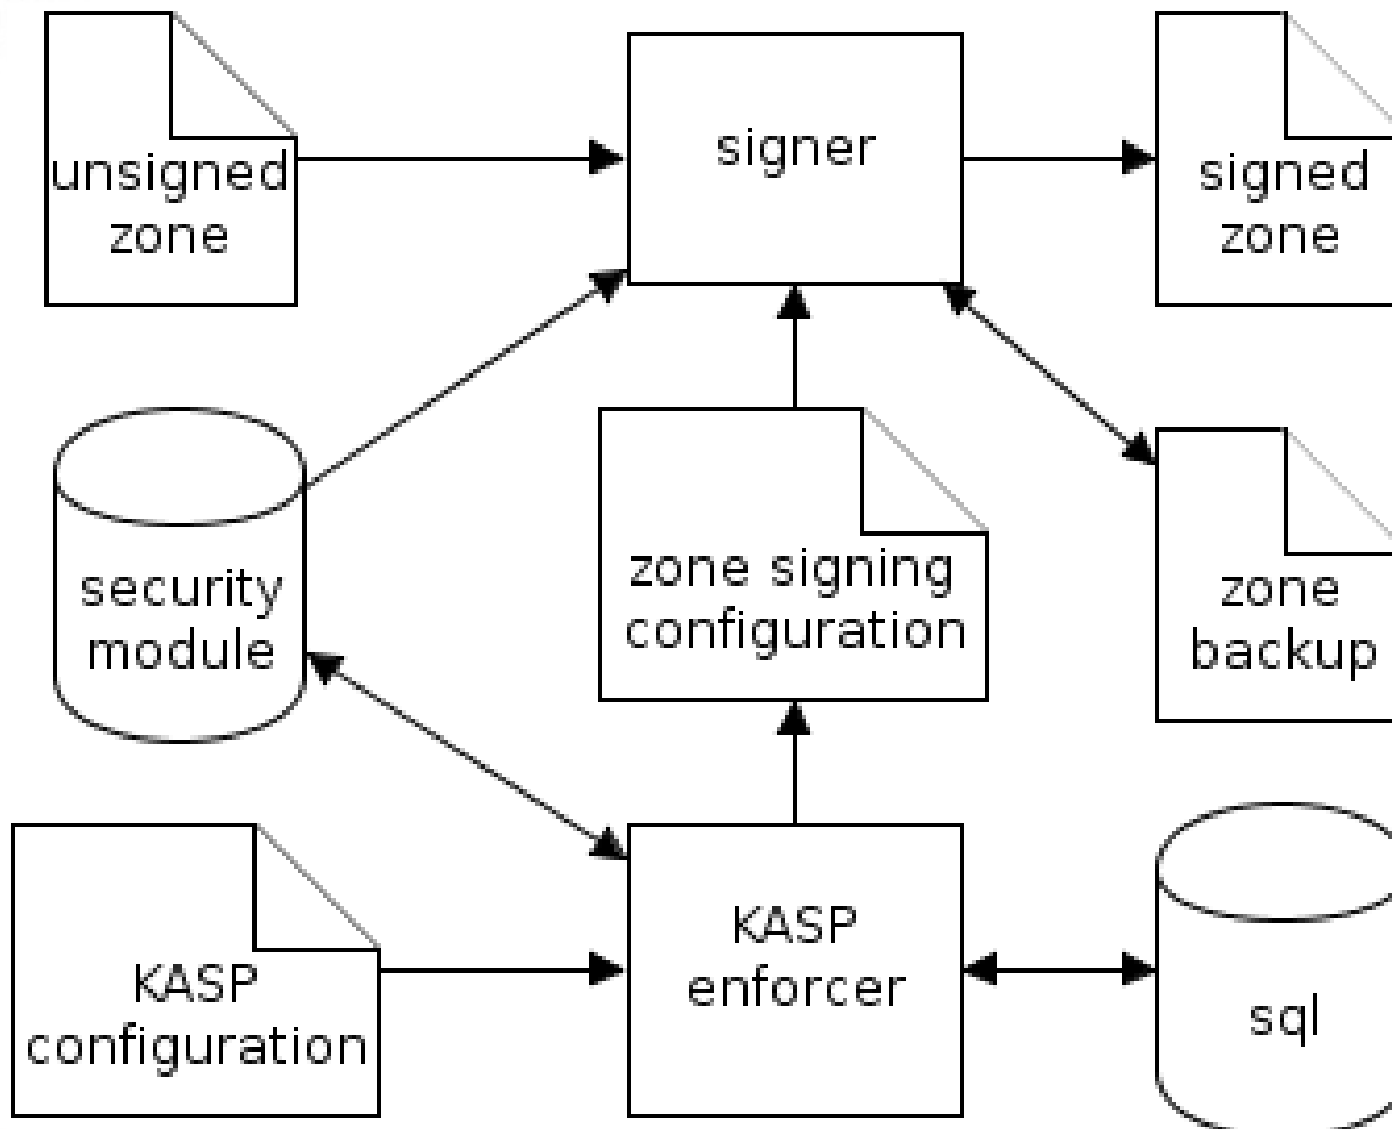 unsigned
zone
signer
signed
zone
security
module
zone signing
configuration
zone
backup
KASP
configuration
KASP
enforcer
sql